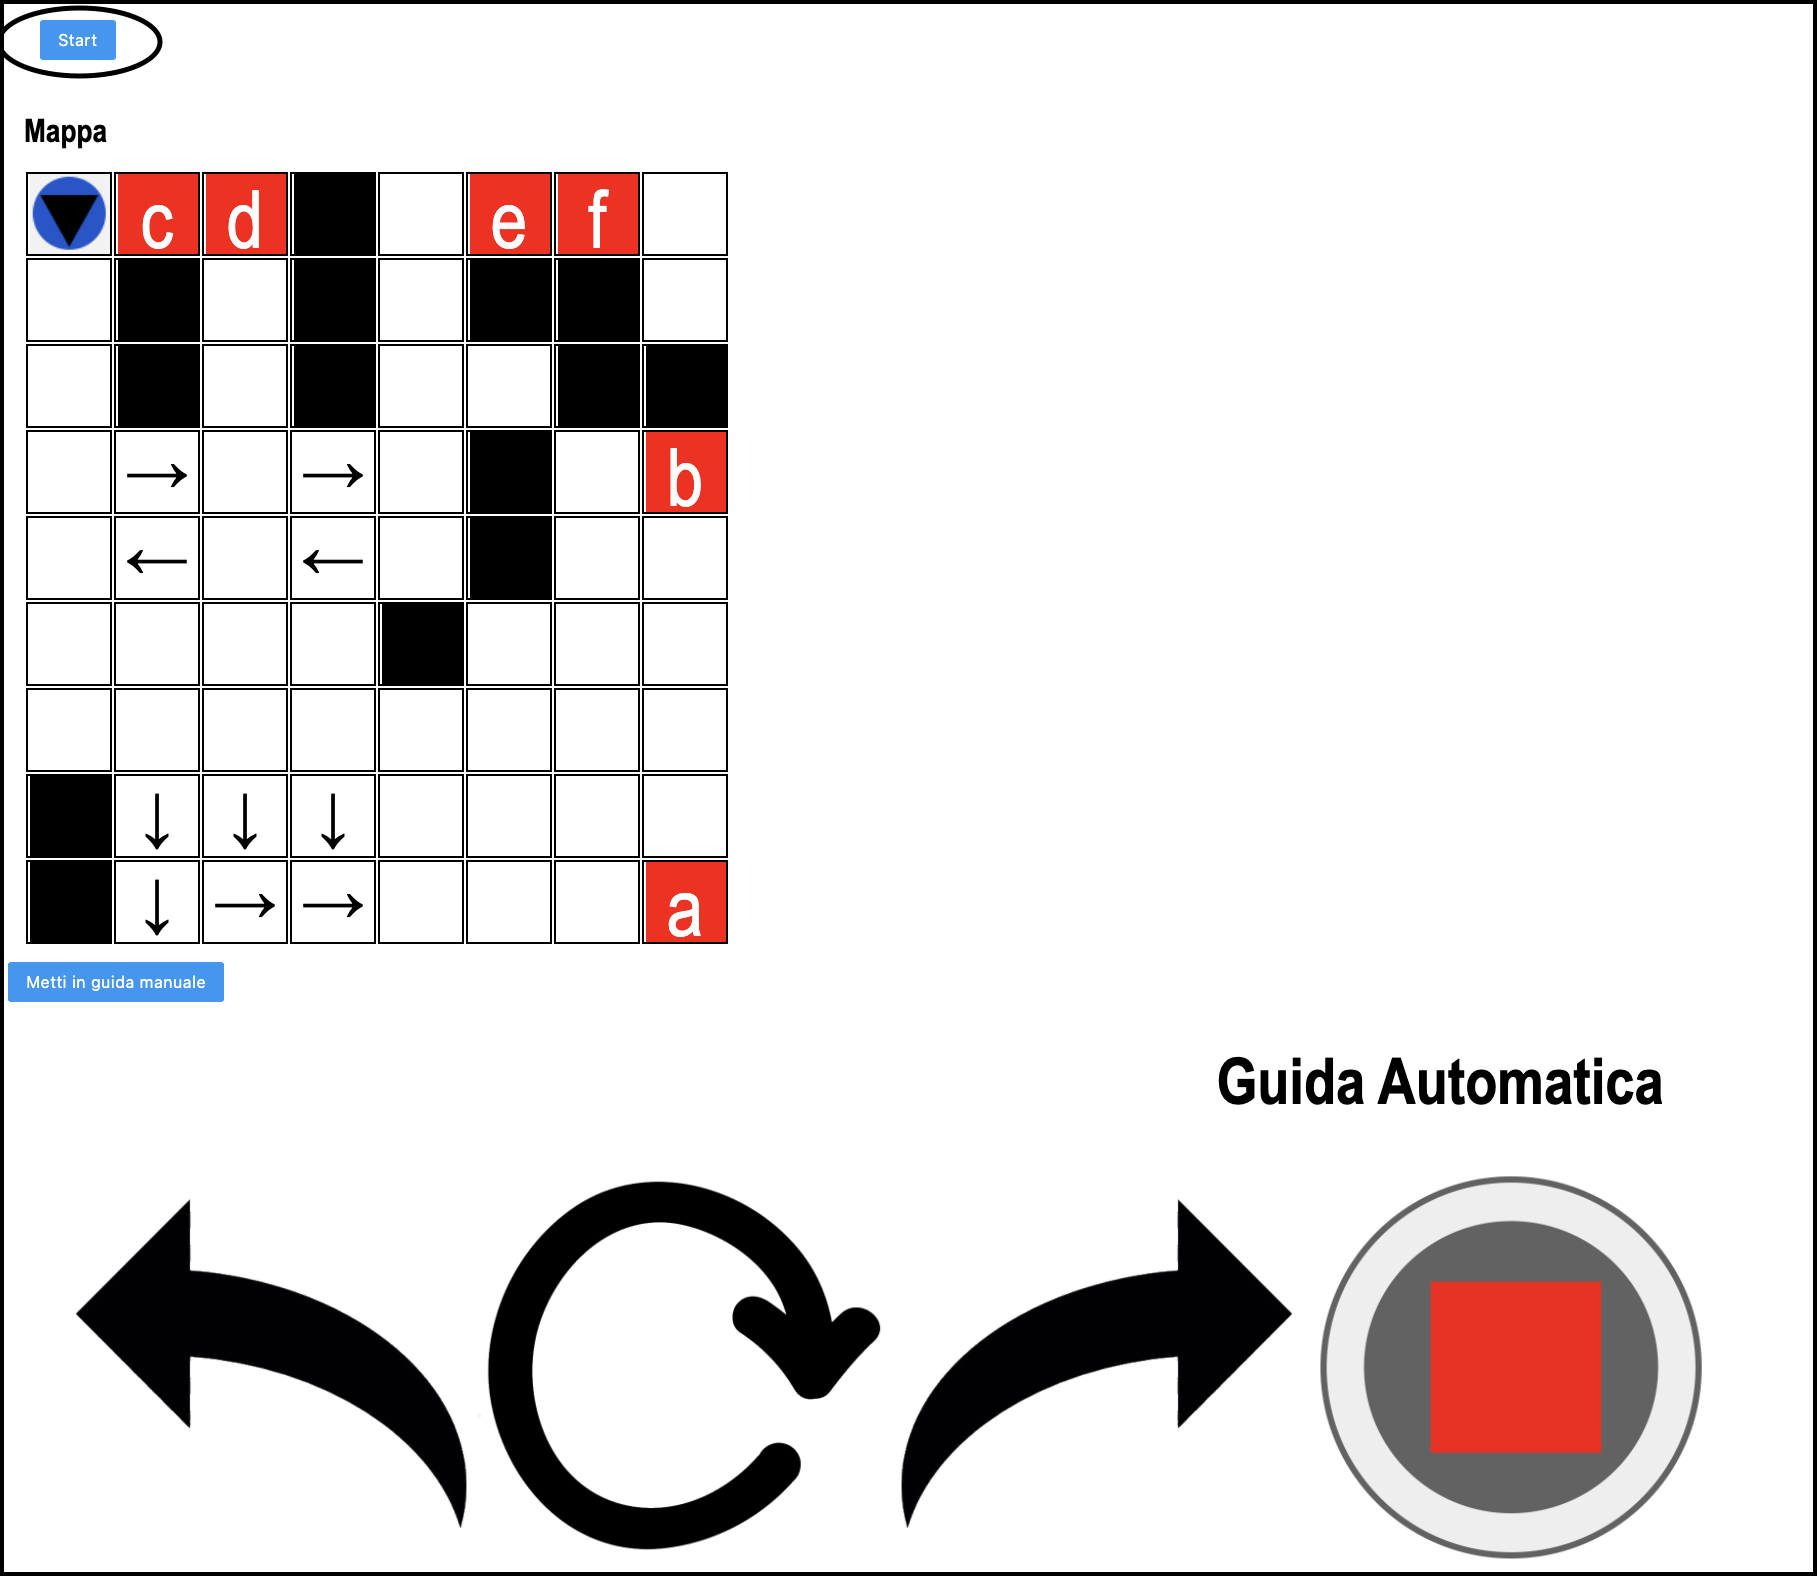 Start
Mappa
c d e f
→ → b
← ←
↓ ↓ ↓
↓ → → a
Metti in guida manuale
Guida Automatica